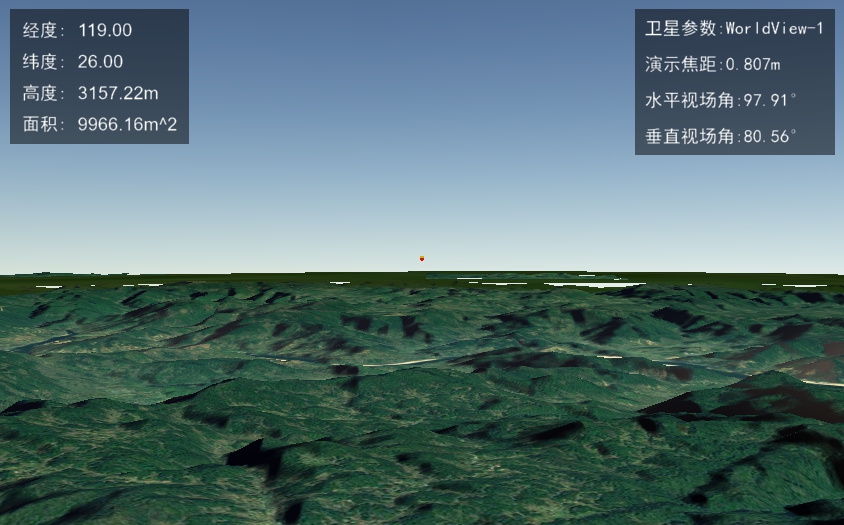 经度: 119.00
纬度: 26.00
高度: 3157.22m
面积: 9966.16m^2
卫星参数:WorldView-1
演示焦距:0.807m
水平视场角:97.91°
垂直视场角:80.56°